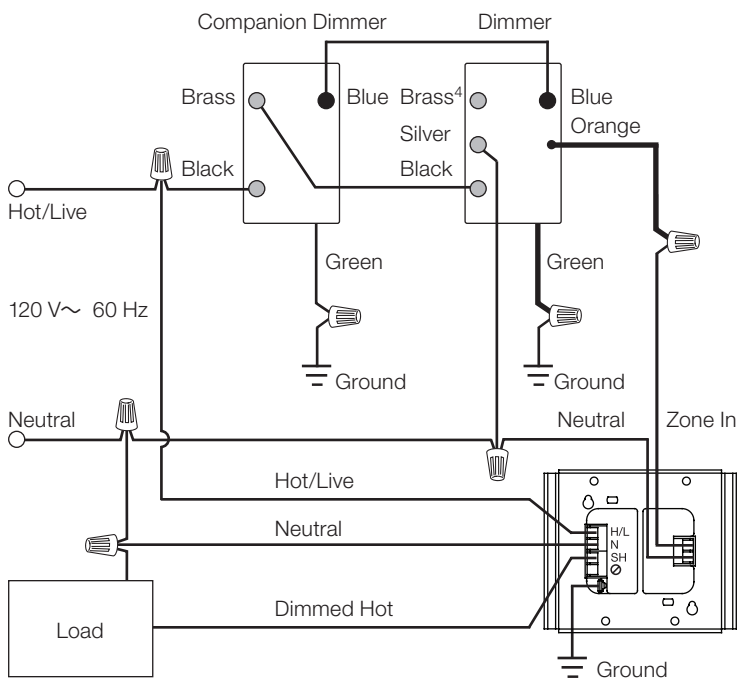 Companion Dimmer
Dimmer
Brass
Blue
Brass4
Blue
Silver
Orange
Black
Black
Hot/Live
Green
Green
120 V~ 60 Hz
Ground
Ground
Neutral
Neutral
Zone In
Hot/Live
H/L
Neutral
N
SH
Dimmed Hot
Load
Ground